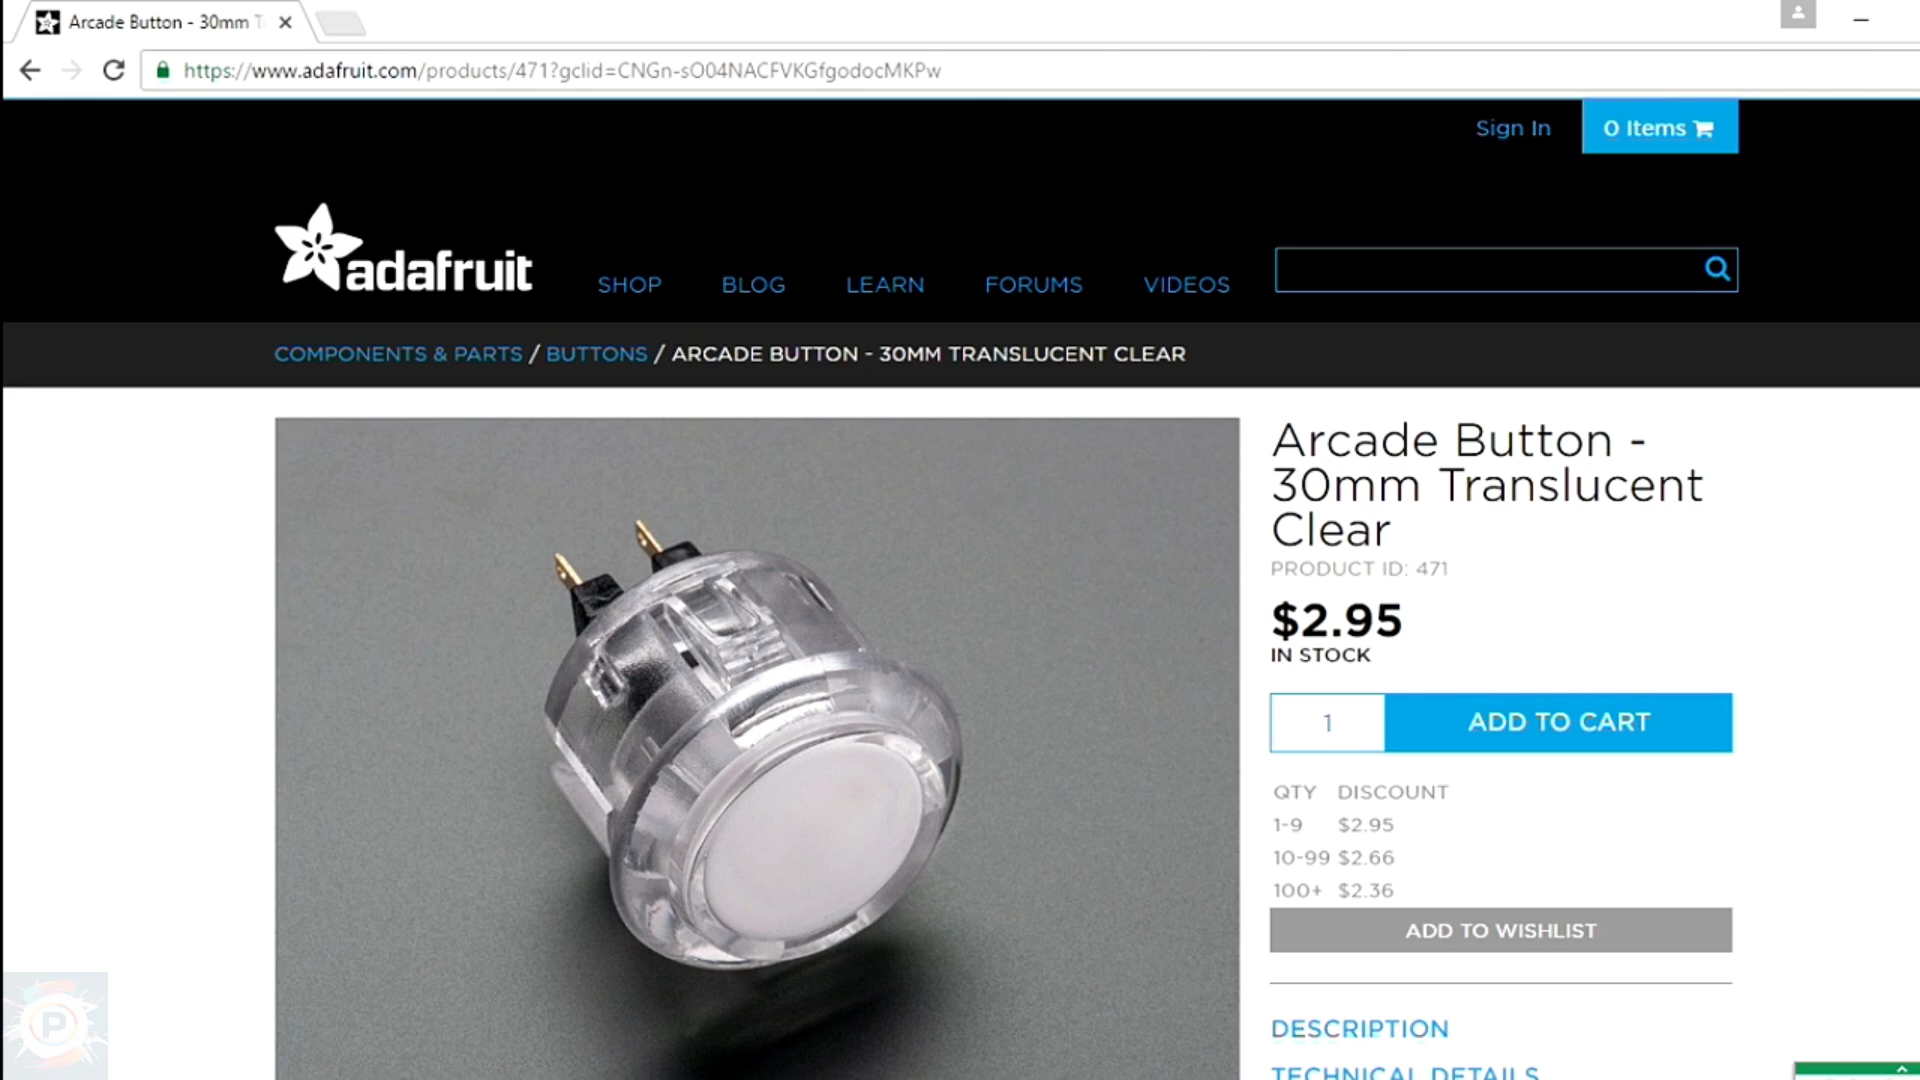 Arcade Button - 30mm T
https://www.adafruit.com/products/471?gclid=CNGn-sO04NACFVKGfgodocMKPw
Sign In
0 Items
adafruit
SHOP BLOG LEARN FORUMS VIDEOS
COMPONENTS & PARTS / BUTTONS / ARCADE BUTTON - 30MM TRANSLUCENT CLEAR
Arcade Button -
30mm Translucent
Clear
PRODUCT ID: 471
$2.95
IN STOCK
1
ADD TO CART
QTY DISCOUNT
1-9 $2.95
10-99 $2.66
100+ $2.36
ADD TO WISHLIST
DESCRIPTION
TECHNICAL DETAILS
P